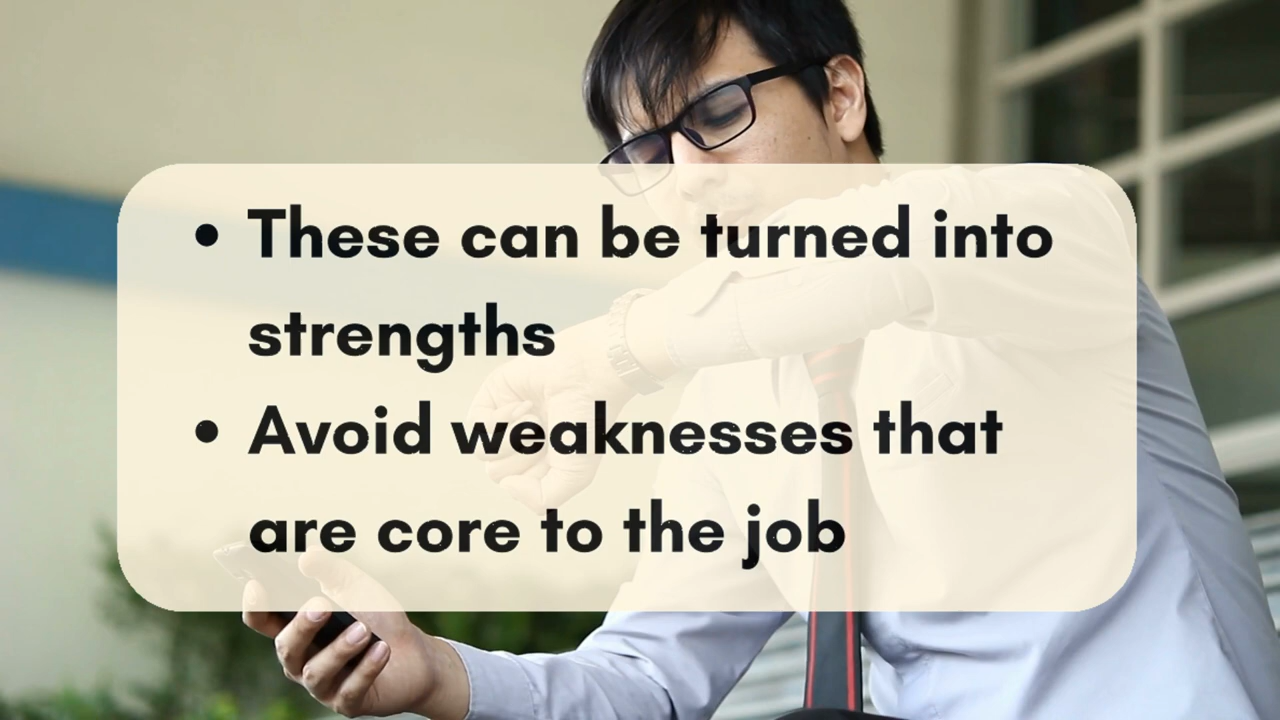 • These can be turned into
strengths
• Avoid weaknesses that
are core to the job